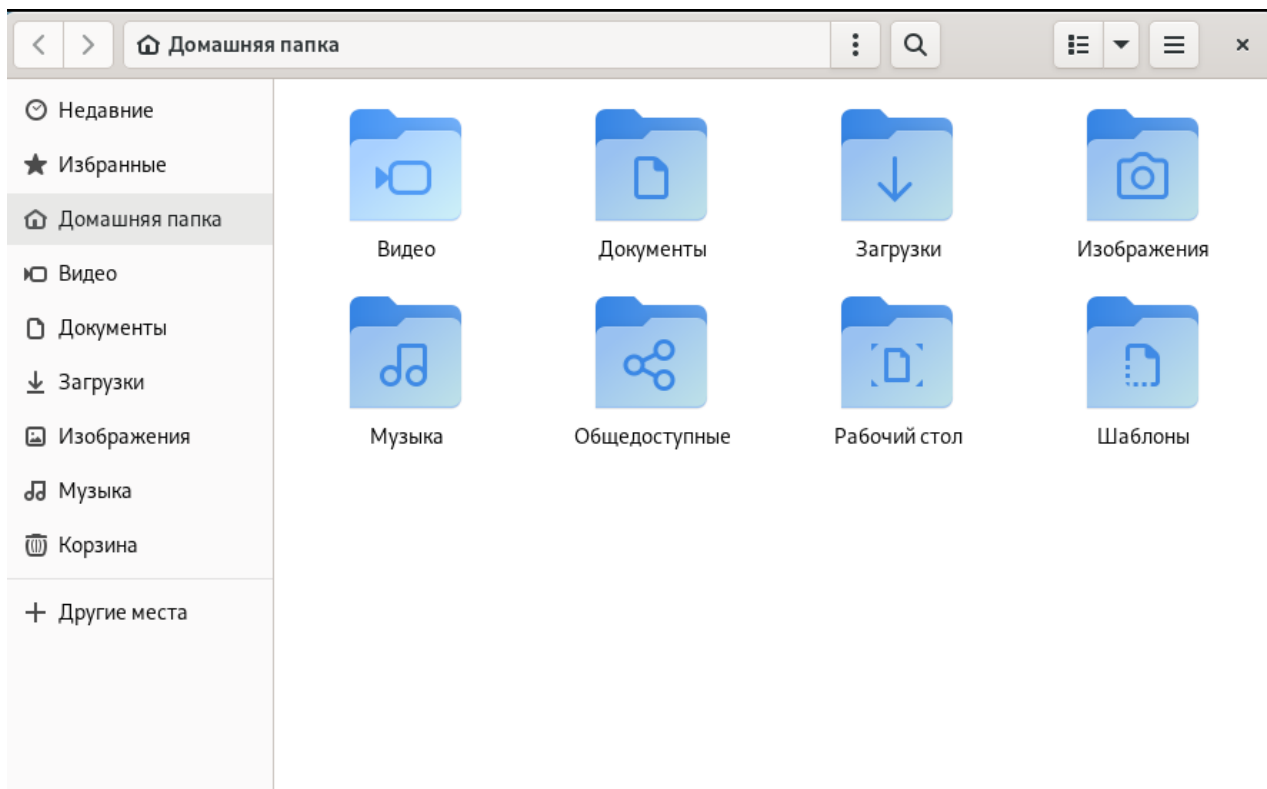 Домашняя папка
Недавние
Избранные
Домашняя папка
Видео
Документы
Загрузки
Изображения
Музыка
Корзина
Другие места
Видео
Документы
Загрузки
Изображения
Музыка
Общедоступные
Рабочий стол
Шаблоны